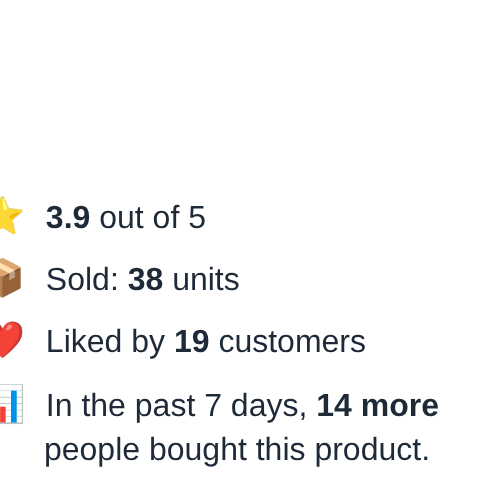 3.9 out of 5
Sold: 38 units
Liked by 19 customers
In the past 7 days, 14 more
people bought this product.